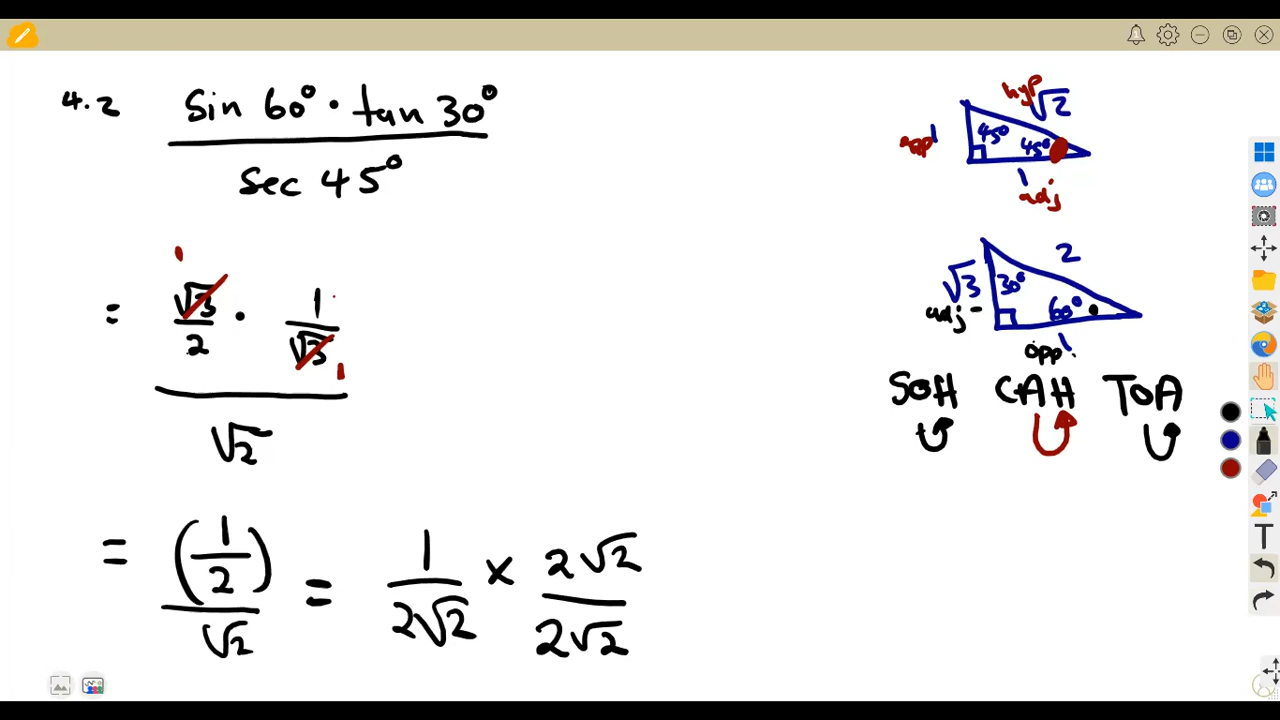 4.2 sin 60° · tan 30°
sec 45°
= √3/2 · 1/√3
√2
1
1
= (1/2)/√2 = 1/2√2 × 2√2/2√2
hyp √2
opp 1 45° 45°
1
adj
2
√3 30°
adj 60°
1
opp
SOH CAH TOA
T